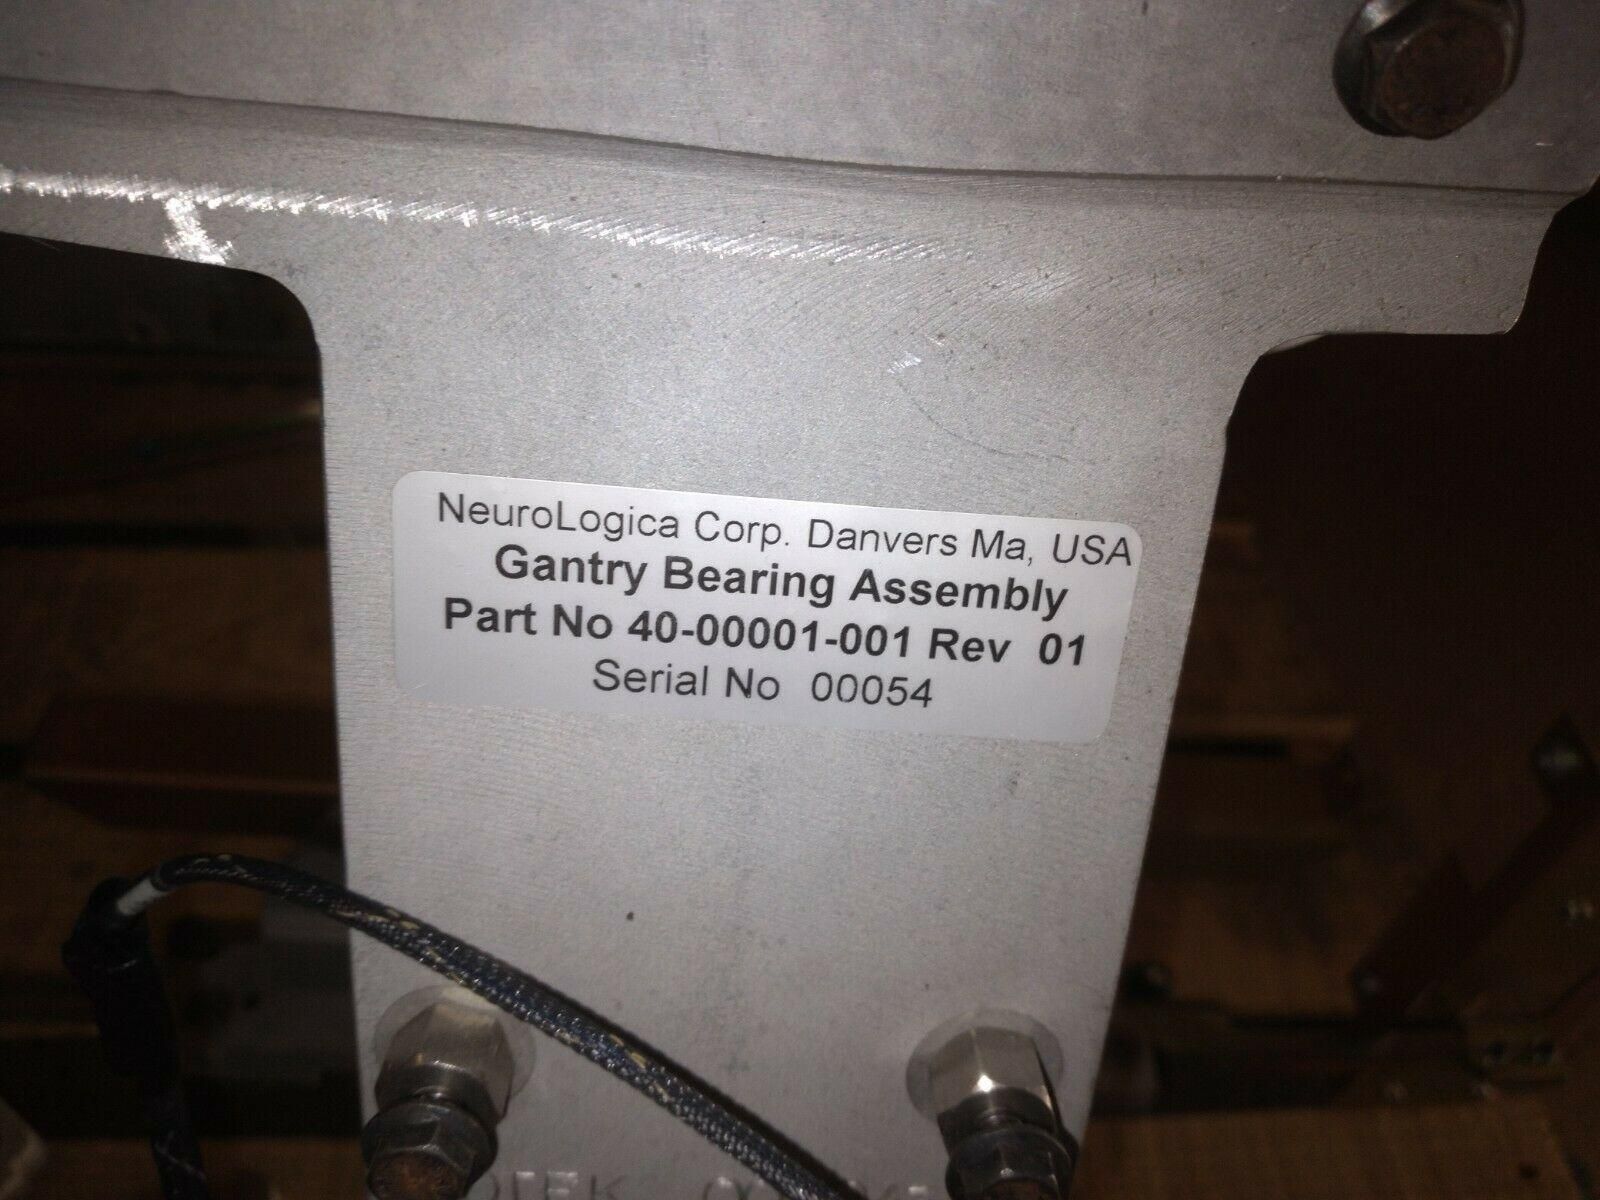 NeuroLogica Corp. Danvers Ma, USA
Gantry Bearing Assembly
Part No 40-00001-001 Rev 01
Serial No 00054